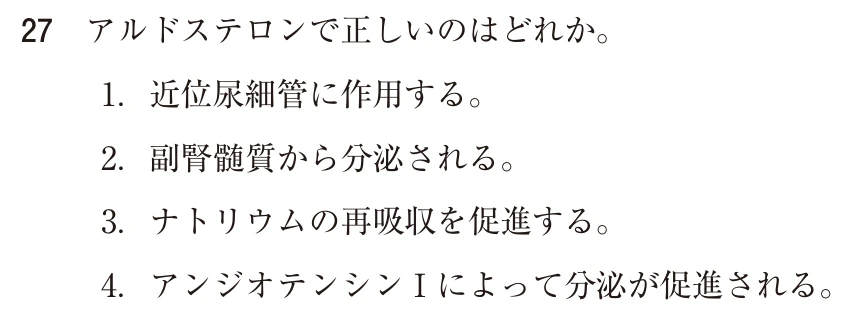 27 アルドステロンで正しいのはどれか。
1. 近位尿細管に作用する。
2. 副腎髄質から分泌される。
3. ナトリウムの再吸収を促進する。
4. アンジオテンシンⅠによって分泌が促進される。